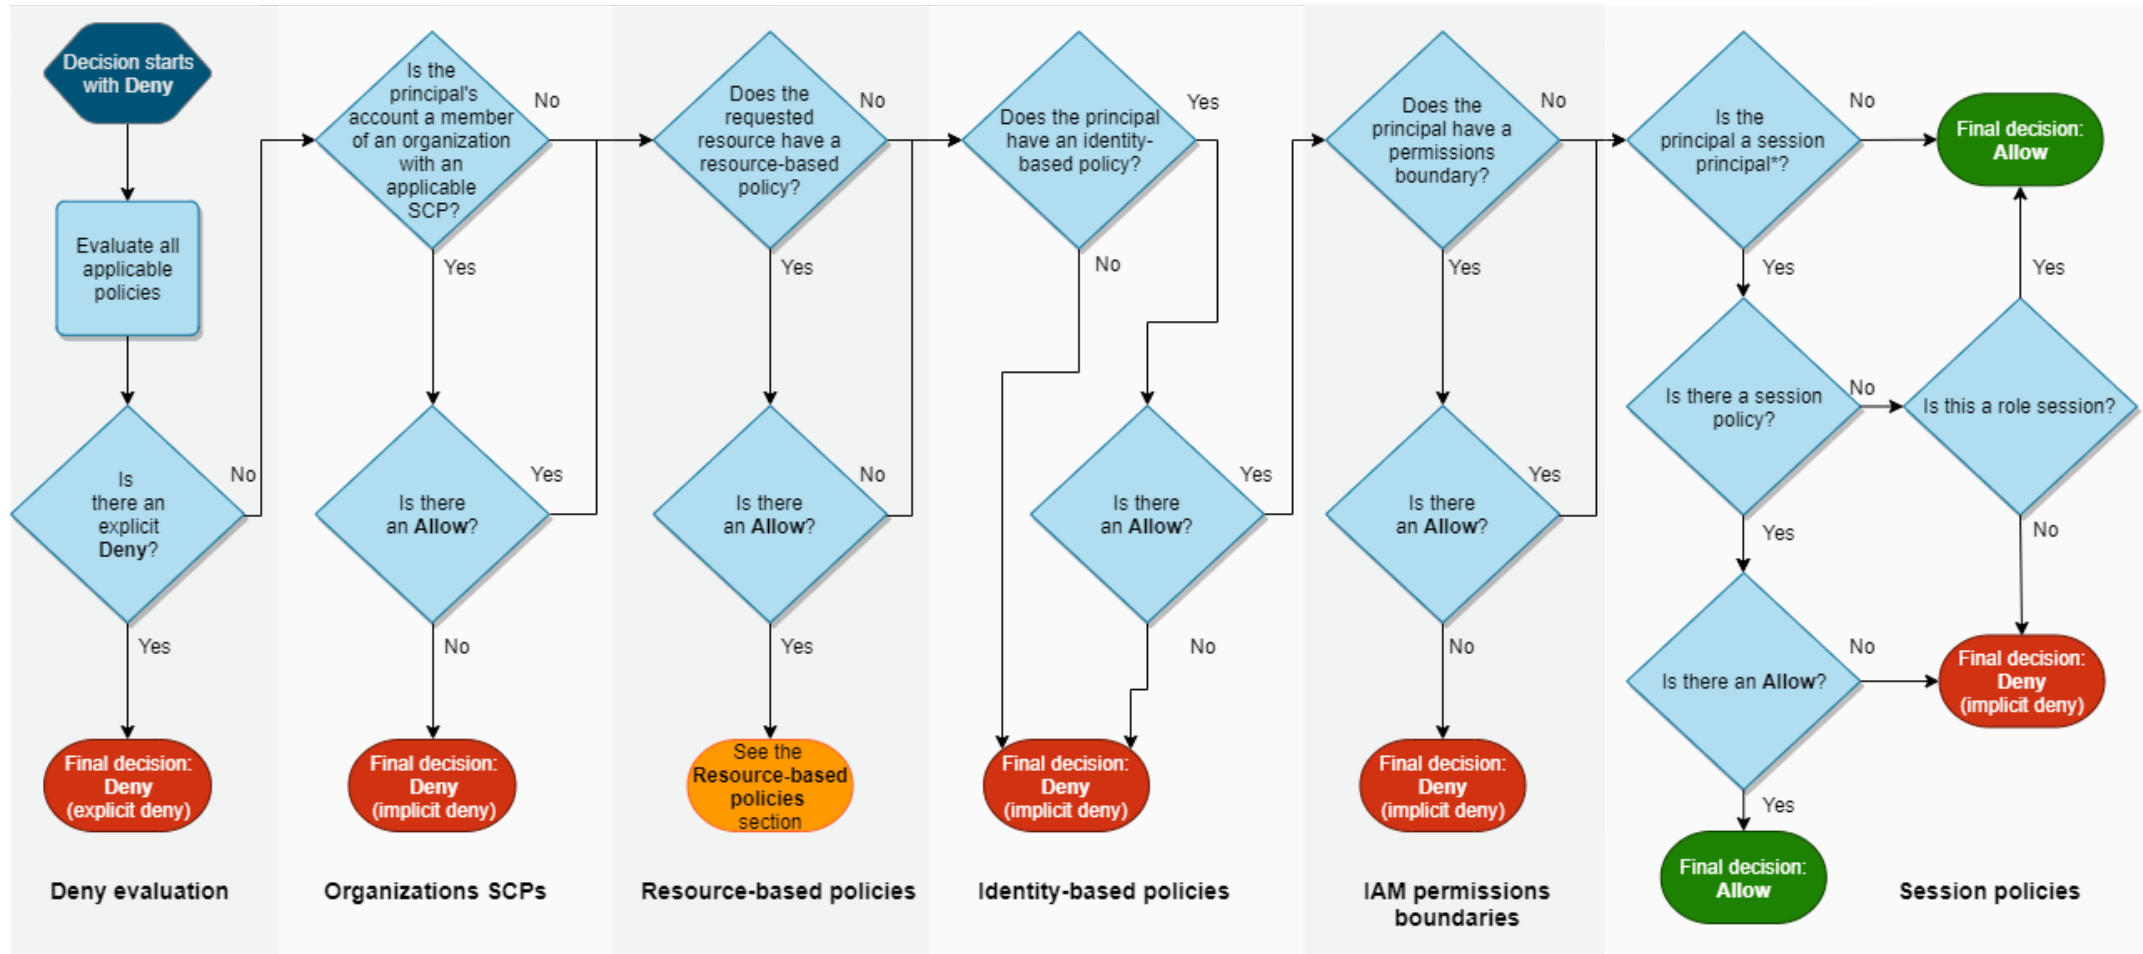 Decision starts
with Deny
Evaluate all
applicable
policies
Is
there an
explicit
Deny?
No
Yes
Final decision:
Deny
(explicit deny)
Deny evaluation
Is the
principal's
account a member
of an organization
with an
applicable
SCP?
No
Yes
Is there
an Allow?
Yes
No
Final decision:
Deny
(implicit deny)
Organizations SCPs
Does the
requested
resource have a
resource-based
policy?
No
Yes
Is there
an Allow?
No
Yes
See the
Resource-based
policies
section
Resource-based policies
Does the principal
have an identity-
based policy?
Yes
No
Is there
an Allow?
Yes
No
Final decision:
Deny
(implicit deny)
Identity-based policies
Does the
principal have a
permissions
boundary?
No
Yes
Is there
an Allow?
Yes
No
Final decision:
Deny
(implicit deny)
IAM permissions
boundaries
Is the
principal a session
principal*?
No
Final decision:
Allow
Yes
Is there a session
policy?
No
Is this a role session?
Yes
No
Yes
Is there an Allow?
No
Final decision:
Deny
(implicit deny)
Yes
Final decision:
Allow
Session policies